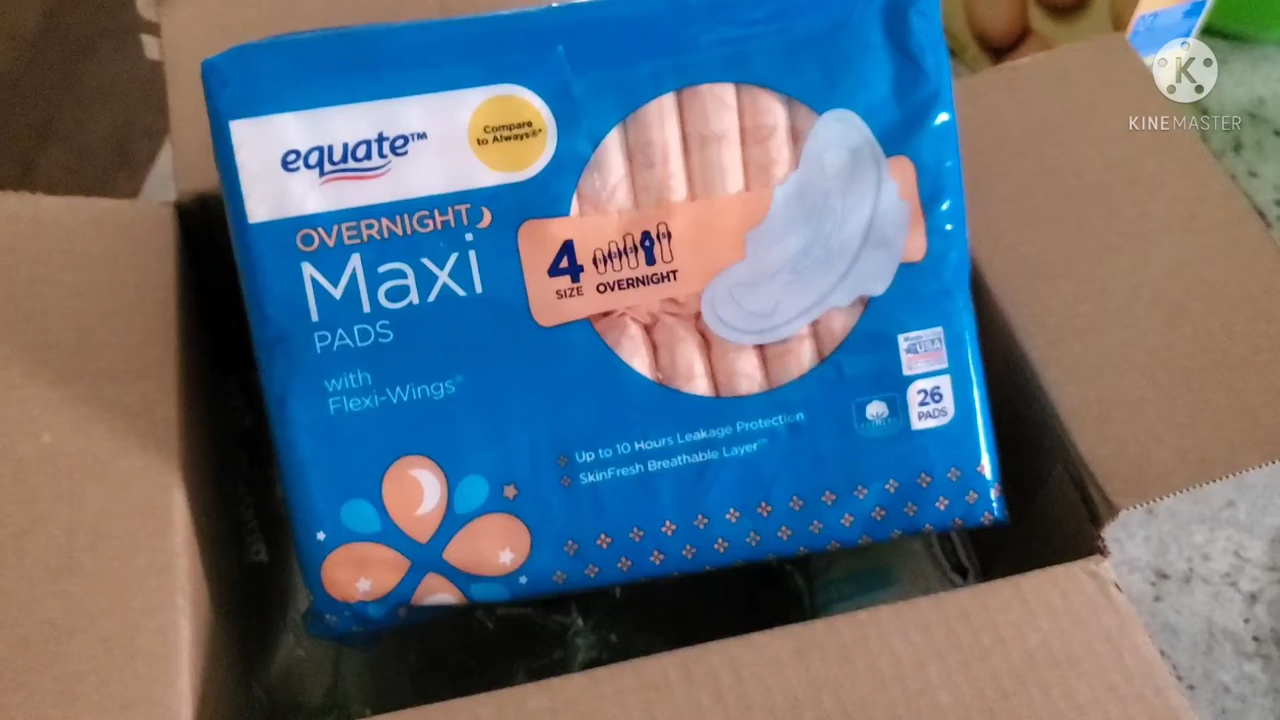 equate™
Compare
to Always®*
OVERNIGHT
Maxi
PADS
with
Flexi-Wings®
4
SIZE
OVERNIGHT
Up to 10 Hours Leakage Protection
SkinFresh Breathable Layer™
USA
26
PADS
K
KINEMASTER